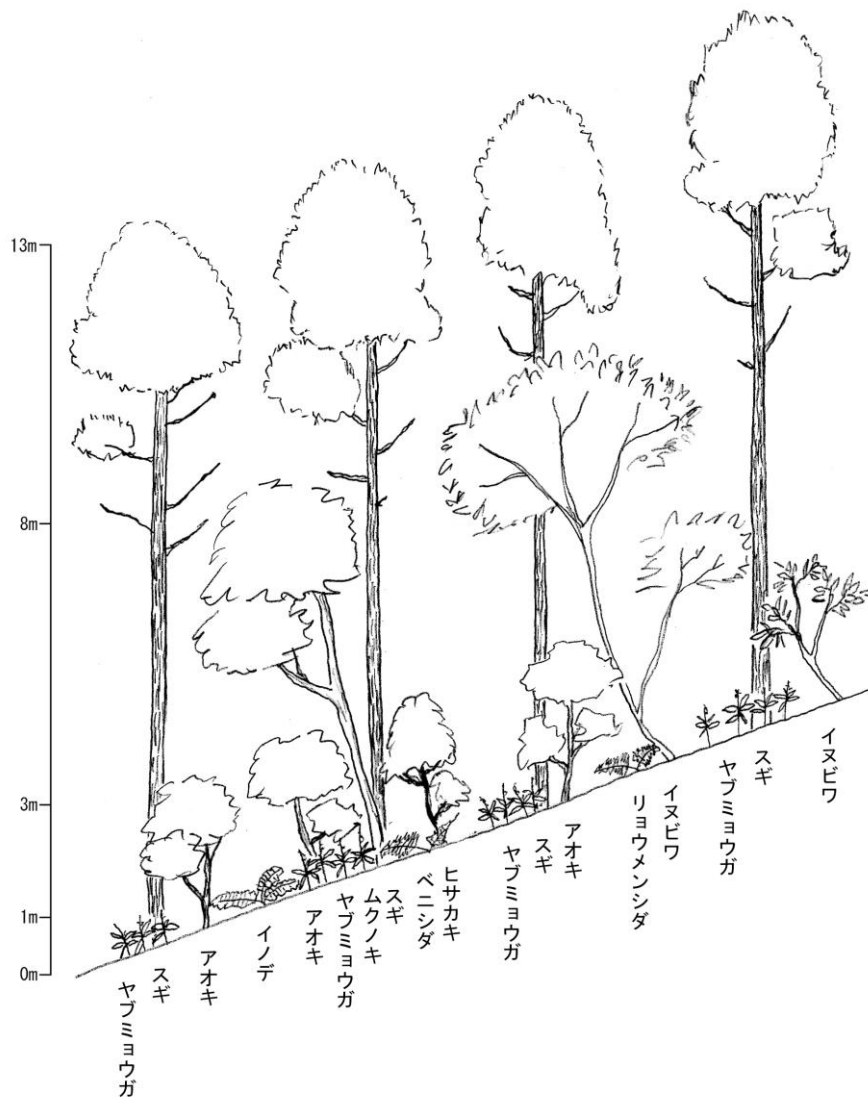 13m
8m
3m
1m
0m
ヤブミョウガ
スギ
アオキ
イノデ
アオキ
ヤブミョウガ
ムクノキ
スギ
ベニシダ
ヒサカキ
ヤブミョウガ
スギ
アオキ
リョウメンシダ
イヌビワ
ヤブミョウガ
スギ
イヌビワ